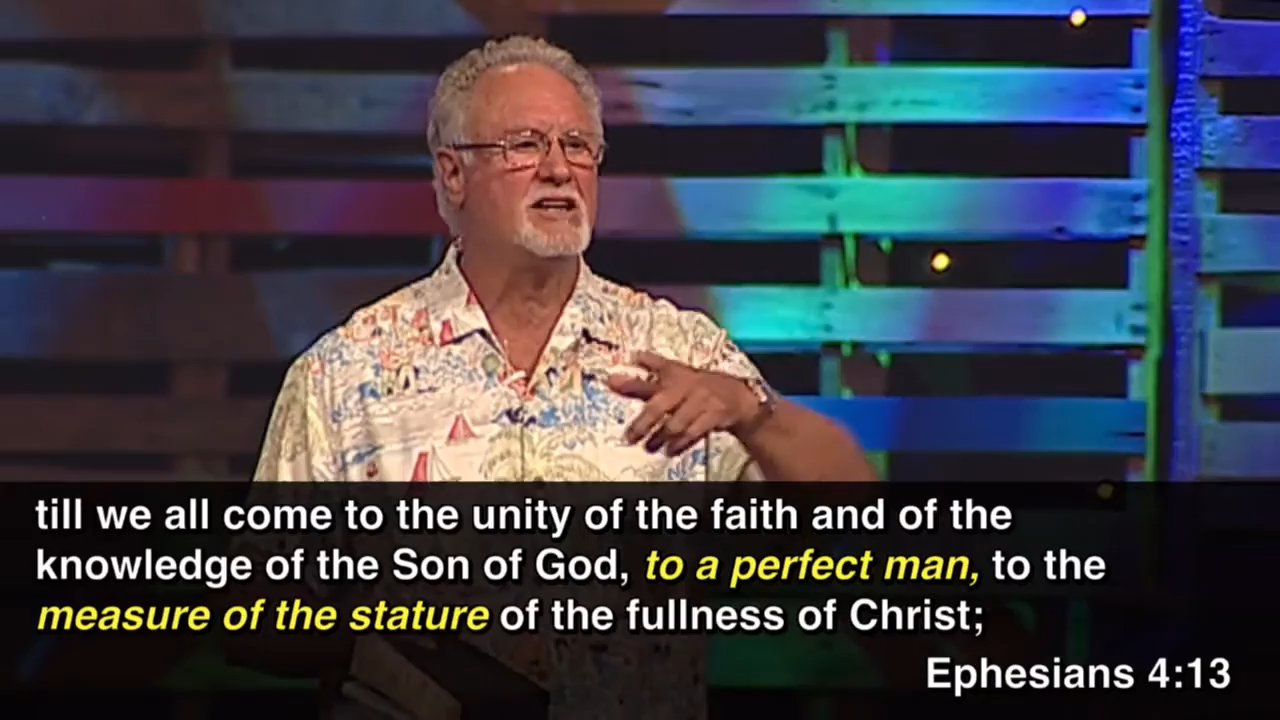 till we all come to the unity of the faith and of the
knowledge of the Son of God, to a perfect man, to the
measure of the stature of the fullness of Christ;
Ephesians 4:13